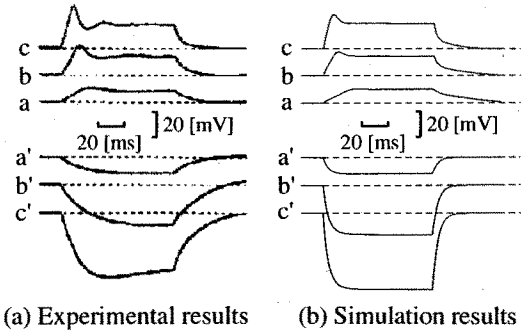 c
b
a
20 [ms]
20 [mV]
a'
b'
c'
(a) Experimental results
c
b
a
20 [ms]
20 [mV]
a'
b'
c'
(b) Simulation results